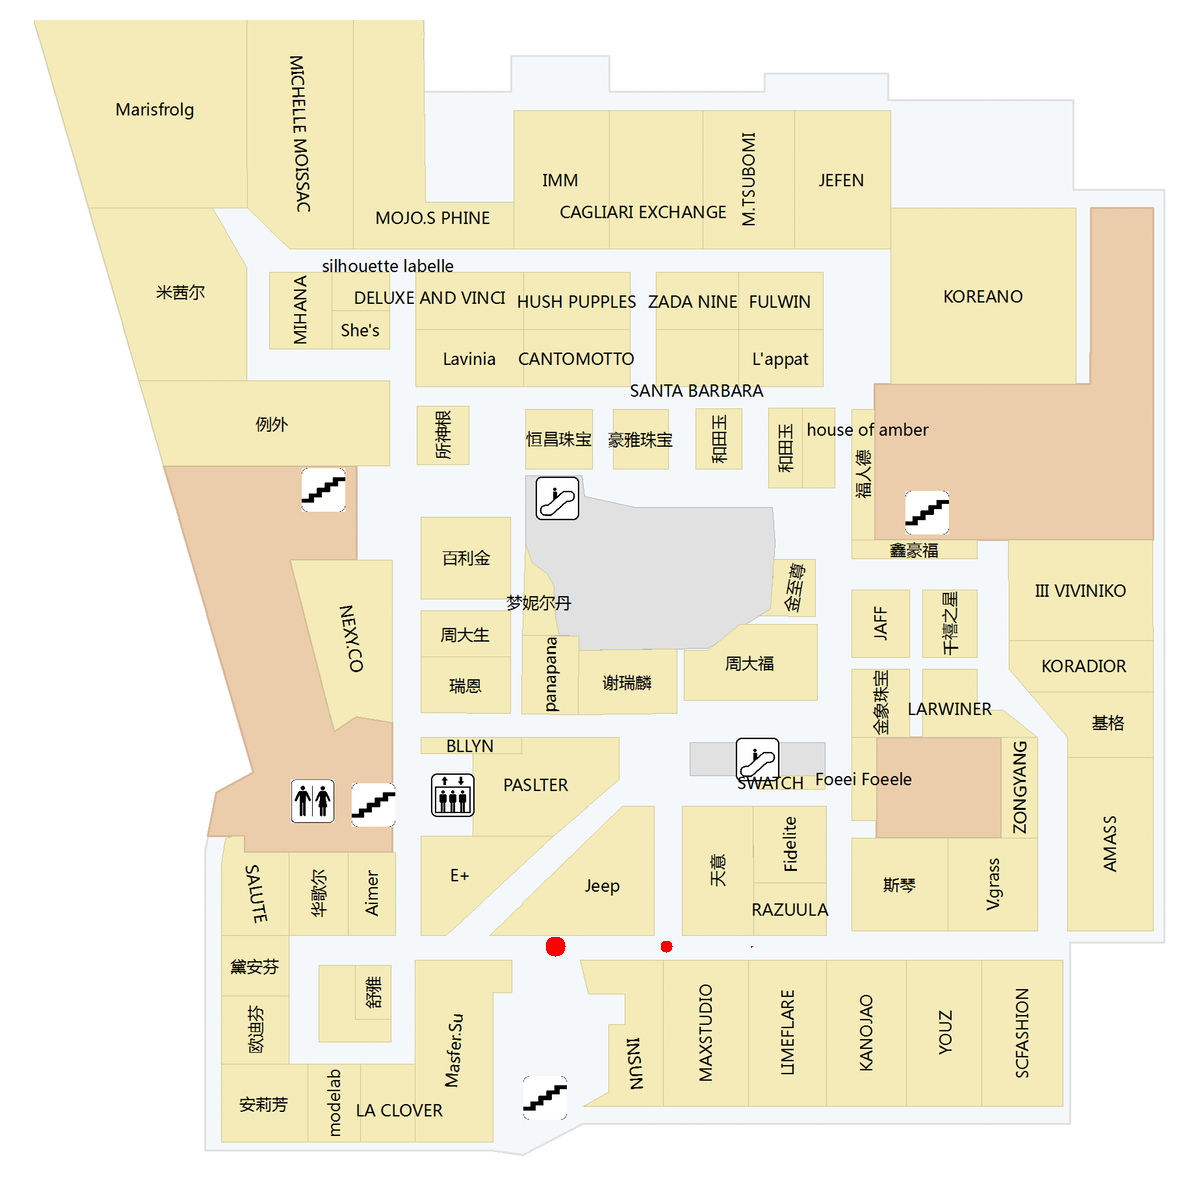 Marisfrolg
MICHELLE MOISSAC
MOJO.S PHINE
IMM
CAGLIARI EXCHANGE
M.TSUBOMI
JEFEN
米茜尔
silhouette labelle
MIHANA
DELUXE AND VINCI
HUSH PUPPLES
ZADA NINE
FULWIN
KOREANO
She's
Lavinia
CANTOMOTTO
L'appat
SANTA BARBARA
例外
所神根
恒昌珠宝
豪雅珠宝
和田玉
和田玉
house of amber
福人德
鑫豪福
百利金
梦妮尔丹
金至尊
III VIVINIKO
JAFF
千禧之星
NEXY.CO
周大生
瑞恩
panapana
谢瑞麟
周大福
KORADIOR
金象珠宝
LARWINER
基格
BLLYN
PASLTER
SWATCH
Foeei Foeele
ZONGYANG
AMASS
SALUTE
华歌尔
Aimer
E+
Jeep
天意
Fidelite
RAZUULA
斯琴
V.grass
黛安芬
欧迪芬
舒雅
Masfer.Su
安莉芳
modelab
LA CLOVER
INSUN
MAXSTUDIO
LIMEFLARE
KANOJAO
YOUZ
SCFASHION